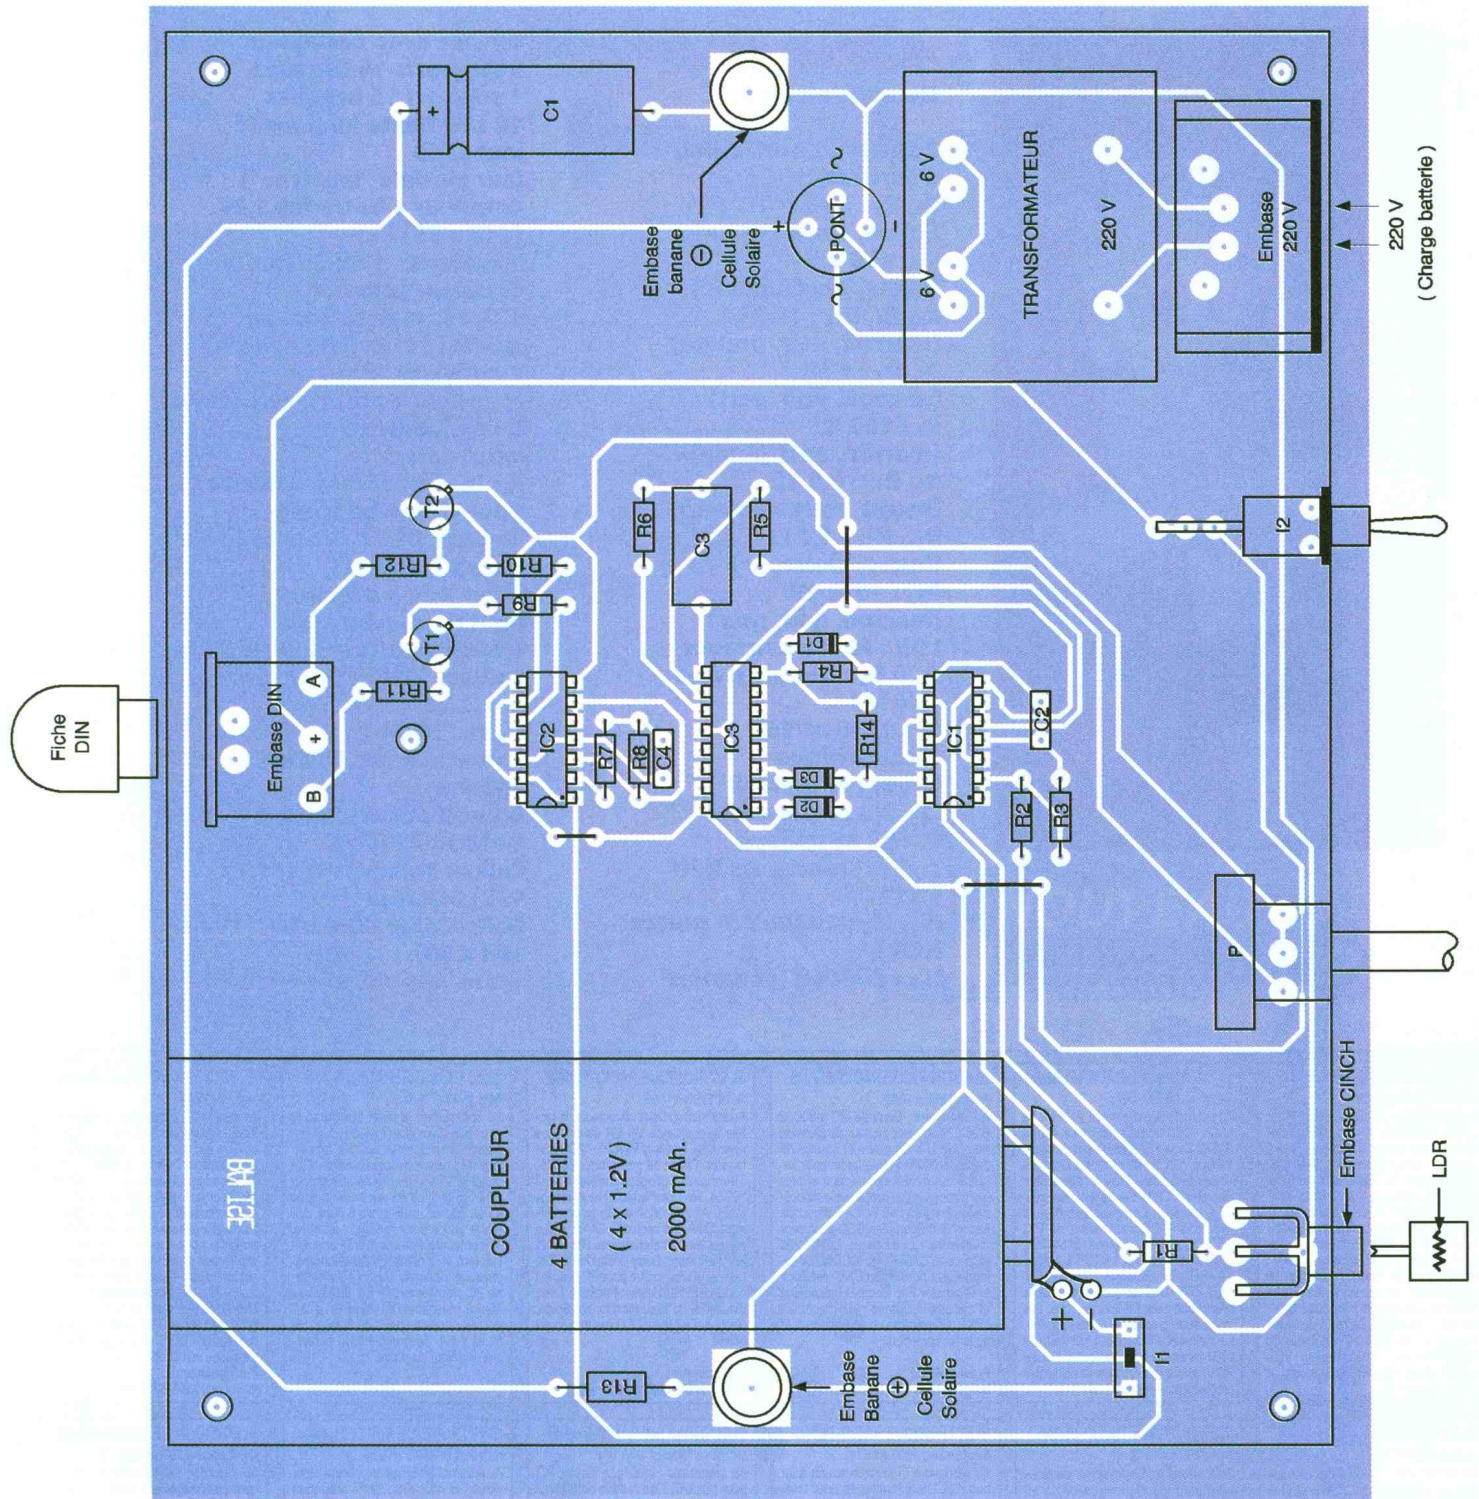 Fiche
DIN
BALISE
Embase DIN
B
+
A
R11
R12
T1
T2
+
C1
COUPLEUR
4 BATTERIES
( 4 x 1.2V )
2000 mAh.
R9
R10
IC2
R13
R7
R8
C4
R6
C3
R5
Embase
banane
⊖
Cellule
Solaire
IC3
+
PONT
-
~
~
D2
D3
D1
R4
R14
Embase
Banane
⊕
Cellule
Solaire
IC1
C2
R2
R3
6 V
6 V
TRANSFORMATEUR
220 V
+
−
I1
R1
P
I2
Embase
220 V
Embase CINCH
LDR
220 V
( Charge batterie )